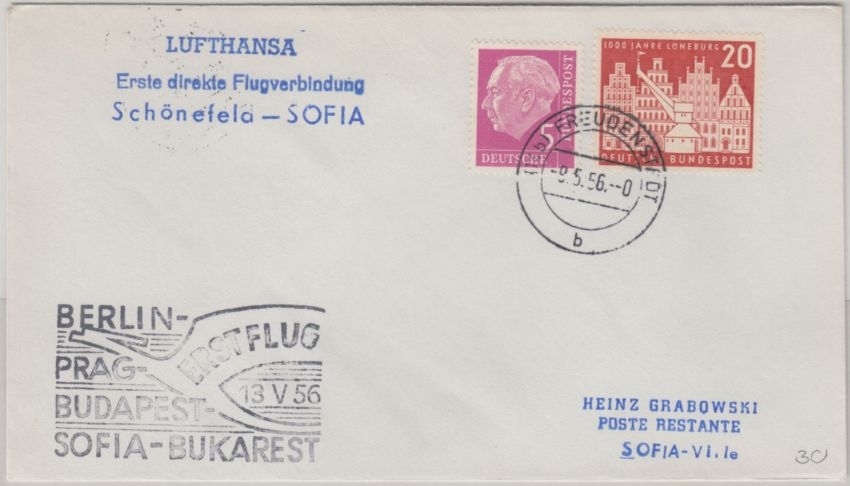 LUFTHANSA
Erste direkte Flugverbindung
Schönefeld — SOFIA
5
DEUTSCHE BUNDESPOST
1000 JAHRE LÜNEBURG 20
DEUTSCHE BUNDESPOST
FREUDENSTADT
-9.5.56.--0
b
BERLIN-
PRAG-
BUDAPEST-
SOFIA-BUKAREST
ERSTFLUG
13 V 56
HEINZ GRABOWSKI
POSTE RESTANTE
SOFIA-Vi.le
30